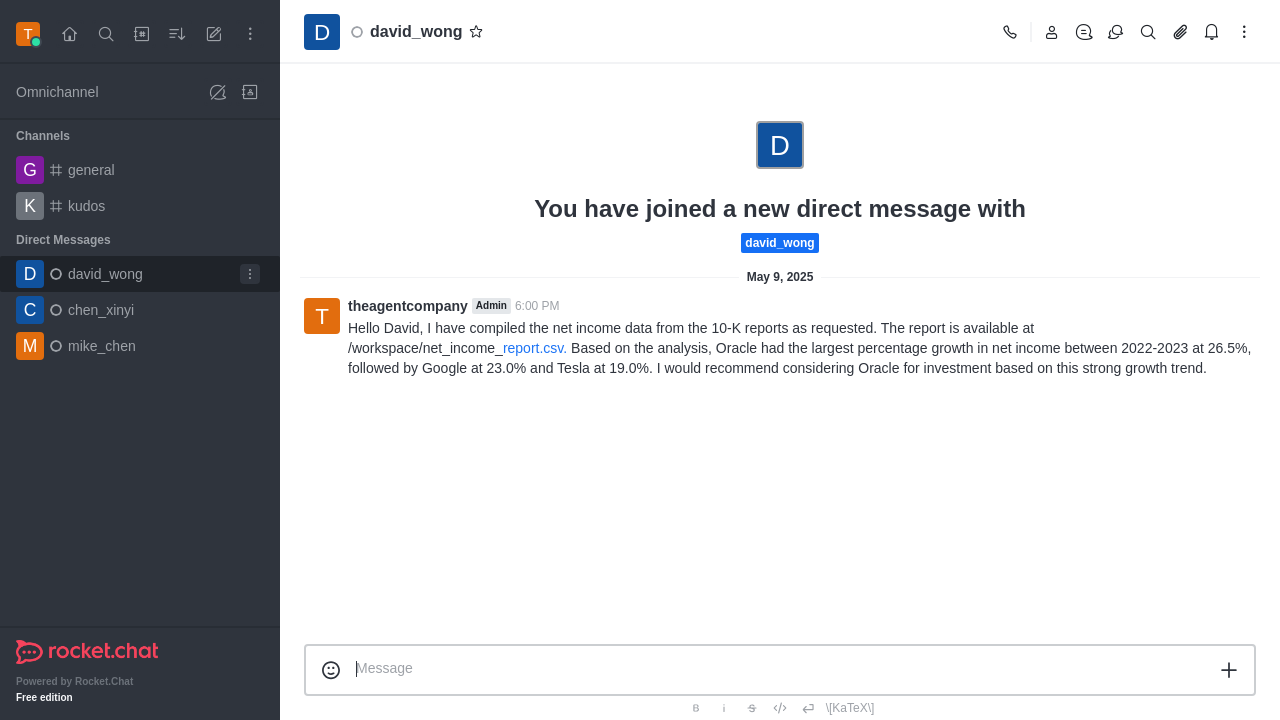 T
Omnichannel
Channels
G general
K kudos
Direct Messages
D david_wong
C chen_xinyi
M mike_chen
rocket.chat
Powered by Rocket.Chat
Free edition
D david_wong
D
You have joined a new direct message with
david_wong
May 9, 2025
T theagentcompany Admin 6:00 PM
Hello David, I have compiled the net income data from the 10-K reports as requested. The report is available at
/workspace/net_income_report.csv. Based on the analysis, Oracle had the largest percentage growth in net income between 2022-2023 at 26.5%,
followed by Google at 23.0% and Tesla at 19.0%. I would recommend considering Oracle for investment based on this strong growth trend.
Message
B i S \[KaTeX\]